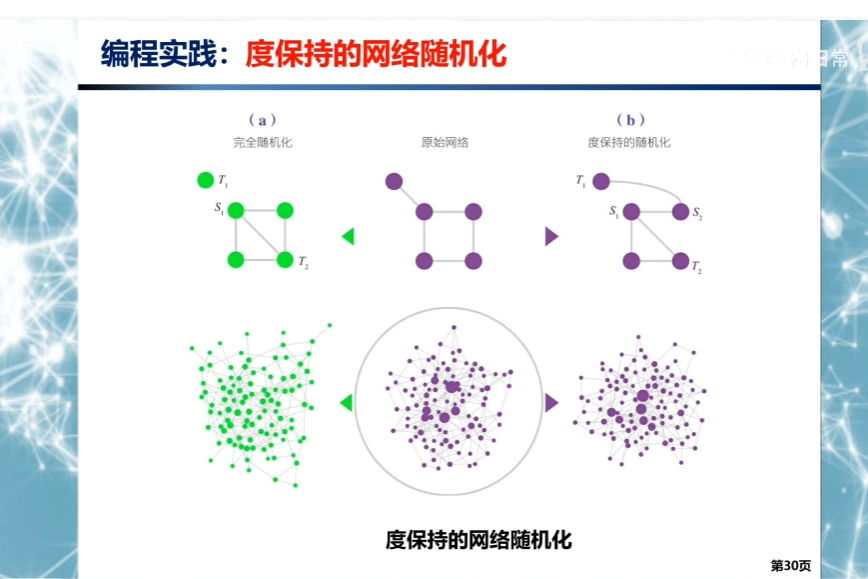 编程实践：度保持的网络随机化
日常
(a)
(b)
完全随机化
原始网络
度保持的随机化
T₁
S₁
T₂
T₁
S₁
S₂
T₂
度保持的网络随机化
第30页